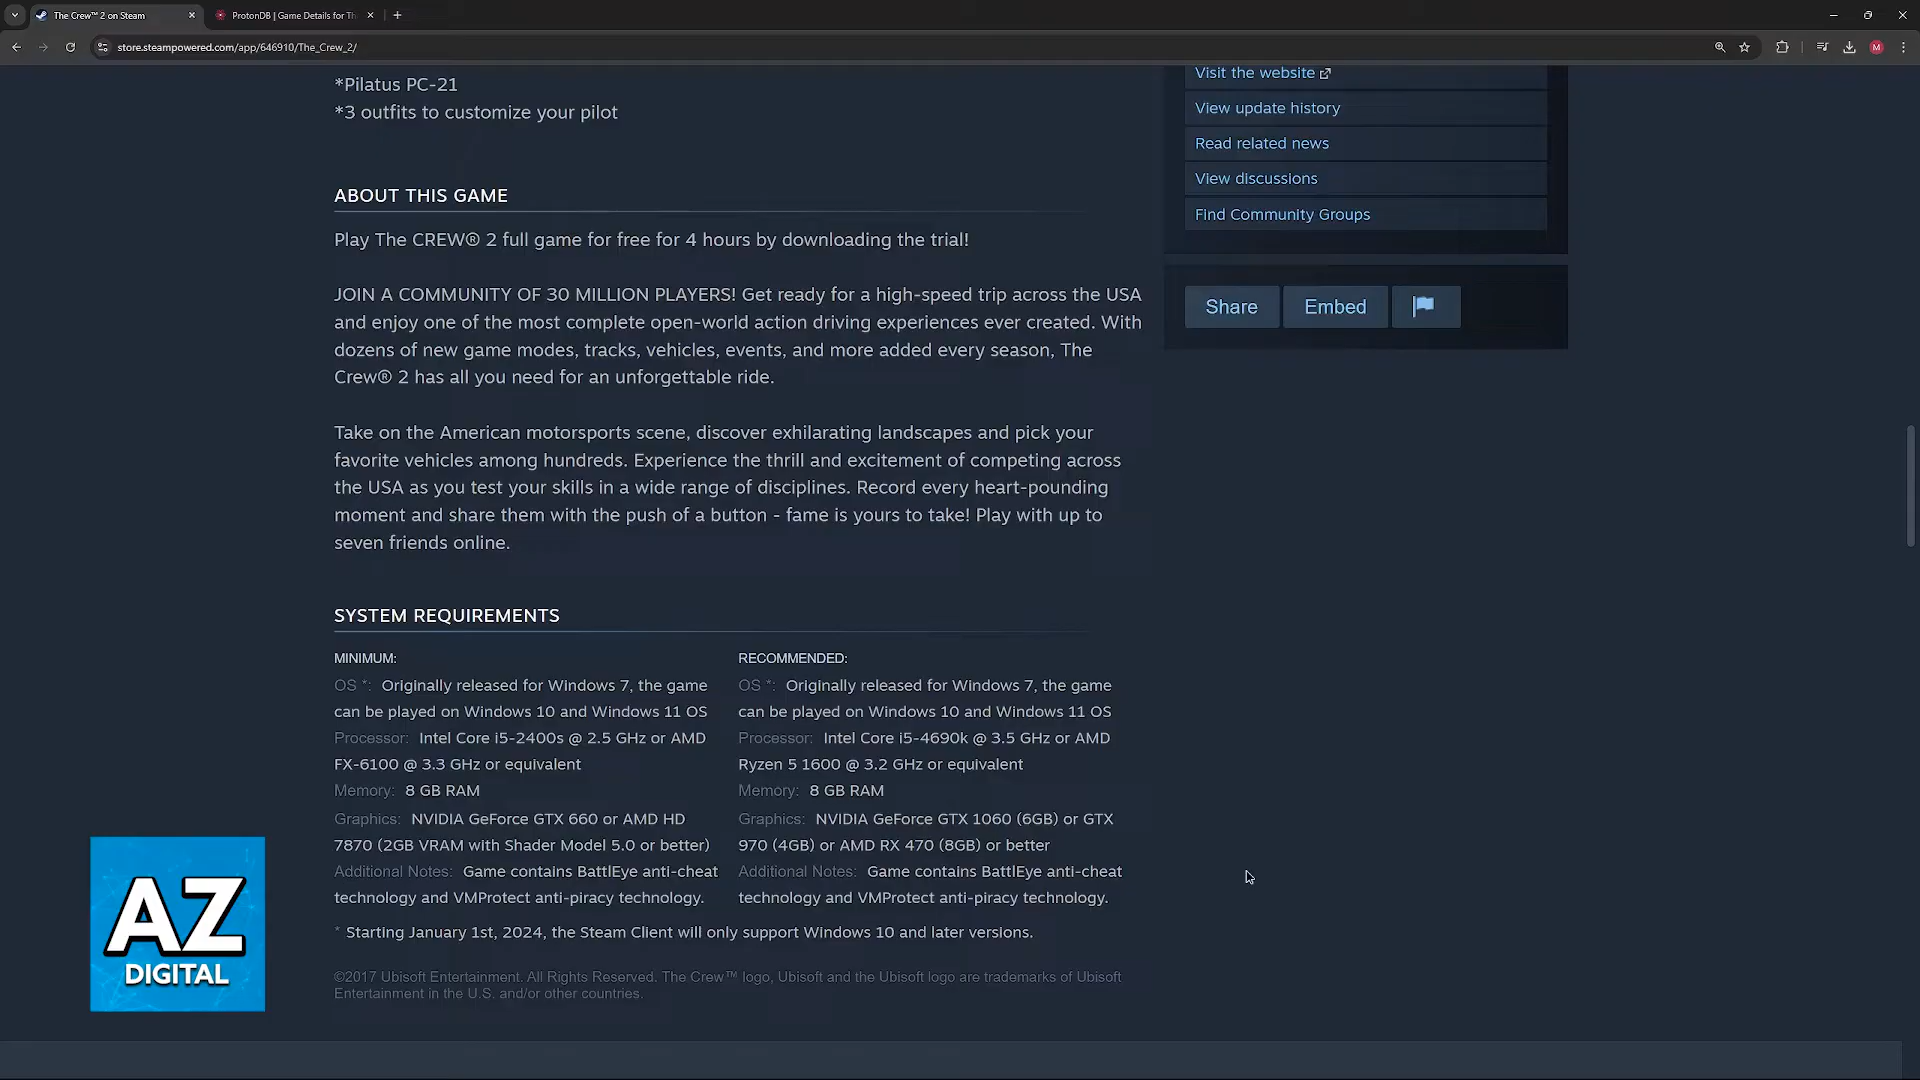 The Crew™ 2 on Steam
ProtonDB | Game Details for Th
store.steampowered.com/app/646910/The_Crew_2/
M
*Pilatus PC-21
*3 outfits to customize your pilot
Visit the website
View update history
Read related news
View discussions
Find Community Groups
Share
Embed
ABOUT THIS GAME
Play The CREW® 2 full game for free for 4 hours by downloading the trial!
JOIN A COMMUNITY OF 30 MILLION PLAYERS! Get ready for a high-speed trip across the USA
and enjoy one of the most complete open-world action driving experiences ever created. With
dozens of new game modes, tracks, vehicles, events, and more added every season, The
Crew® 2 has all you need for an unforgettable ride.
Take on the American motorsports scene, discover exhilarating landscapes and pick your
favorite vehicles among hundreds. Experience the thrill and excitement of competing across
the USA as you test your skills in a wide range of disciplines. Record every heart-pounding
moment and share them with the push of a button - fame is yours to take! Play with up to
seven friends online.
SYSTEM REQUIREMENTS
MINIMUM:
OS *: Originally released for Windows 7, the game
can be played on Windows 10 and Windows 11 OS
Processor: Intel Core i5-2400s @ 2.5 GHz or AMD
FX-6100 @ 3.3 GHz or equivalent
Memory: 8 GB RAM
Graphics: NVIDIA GeForce GTX 660 or AMD HD
7870 (2GB VRAM with Shader Model 5.0 or better)
Additional Notes: Game contains BattlEye anti-cheat
technology and VMProtect anti-piracy technology.
RECOMMENDED:
OS *: Originally released for Windows 7, the game
can be played on Windows 10 and Windows 11 OS
Processor: Intel Core i5-4690k @ 3.5 GHz or AMD
Ryzen 5 1600 @ 3.2 GHz or equivalent
Memory: 8 GB RAM
Graphics: NVIDIA GeForce GTX 1060 (6GB) or GTX
970 (4GB) or AMD RX 470 (8GB) or better
Additional Notes: Game contains BattlEye anti-cheat
technology and VMProtect anti-piracy technology.
* Starting January 1st, 2024, the Steam Client will only support Windows 10 and later versions.
©2017 Ubisoft Entertainment. All Rights Reserved. The Crew™ logo, Ubisoft and the Ubisoft logo are trademarks of Ubisoft
Entertainment in the U.S. and/or other countries.
AZ
DIGITAL